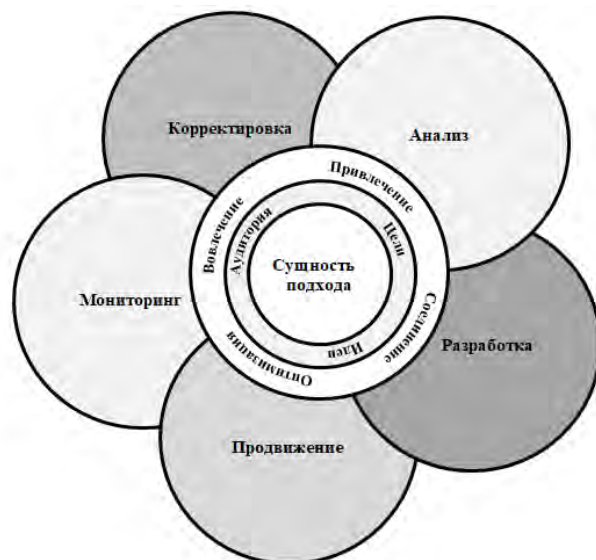 Корректировка
Анализ
Привлечение
Вовлечение
Аудитория
Цели
Сущность
подхода
Мониторинг
Соединение
Идеи
Оптимизация
Разработка
Продвижение